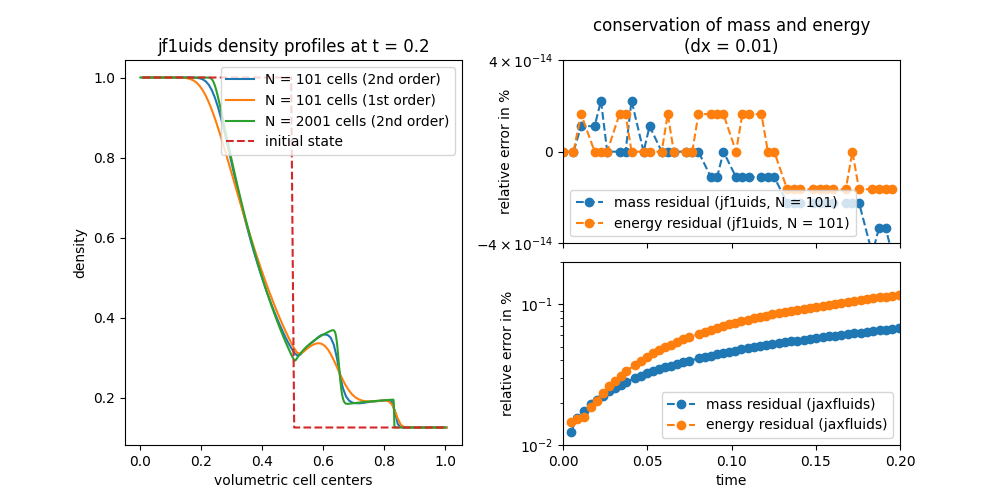 jf1uids density profiles at t = 0.2
N = 101 cells (2nd order)
N = 101 cells (1st order)
N = 2001 cells (2nd order)
initial state
1.0
0.8
0.6
0.4
0.2
density
0.0
0.2
0.4
0.6
0.8
1.0
volumetric cell centers
conservation of mass and energy
(dx = 0.01)
4 × 10⁻¹⁴
0
−4 × 10⁻¹⁴
relative error in %
mass residual (jf1uids, N = 101)
energy residual (jf1uids, N = 101)
10⁻¹
10⁻²
relative error in %
mass residual (jaxfluids)
energy residual (jaxfluids)
0.00
0.05
0.10
0.15
0.20
time